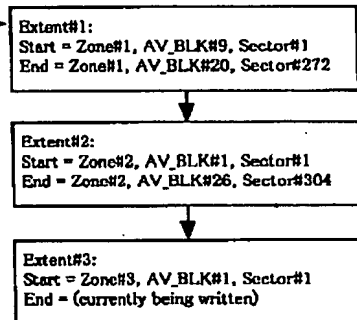 Extent#1:
Start = Zone#1, AV_BLK#9, Sector#1
End = Zone#1, AV_BLK#20, Sector#272
Extent#2:
Start = Zone#2, AV_BLK#1, Sector#1
End = Zone#2, AV_BLK#26, Sector#304
Extent#3:
Start = Zone#3, AV_BLK#1, Sector#1
End = (currently being written)